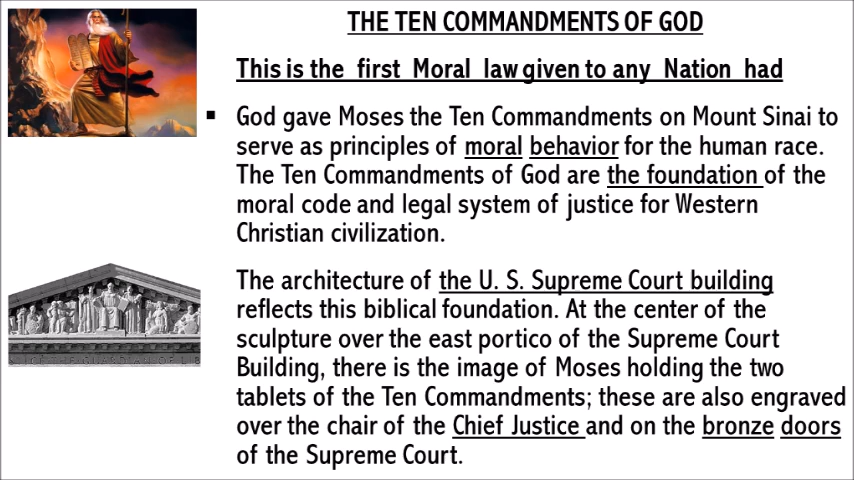 THE TEN COMMANDMENTS OF GOD
This is the first Moral law given to any Nation had
▪ God gave Moses the Ten Commandments on Mount Sinai to
serve as principles of moral behavior for the human race.
The Ten Commandments of God are the foundation of the
moral code and legal system of justice for Western
Christian civilization.
The architecture of the U. S. Supreme Court building
reflects this biblical foundation. At the center of the
sculpture over the east portico of the Supreme Court
Building, there is the image of Moses holding the two
tablets of the Ten Commandments; these are also engraved
over the chair of the Chief Justice and on the bronze doors
of the Supreme Court.